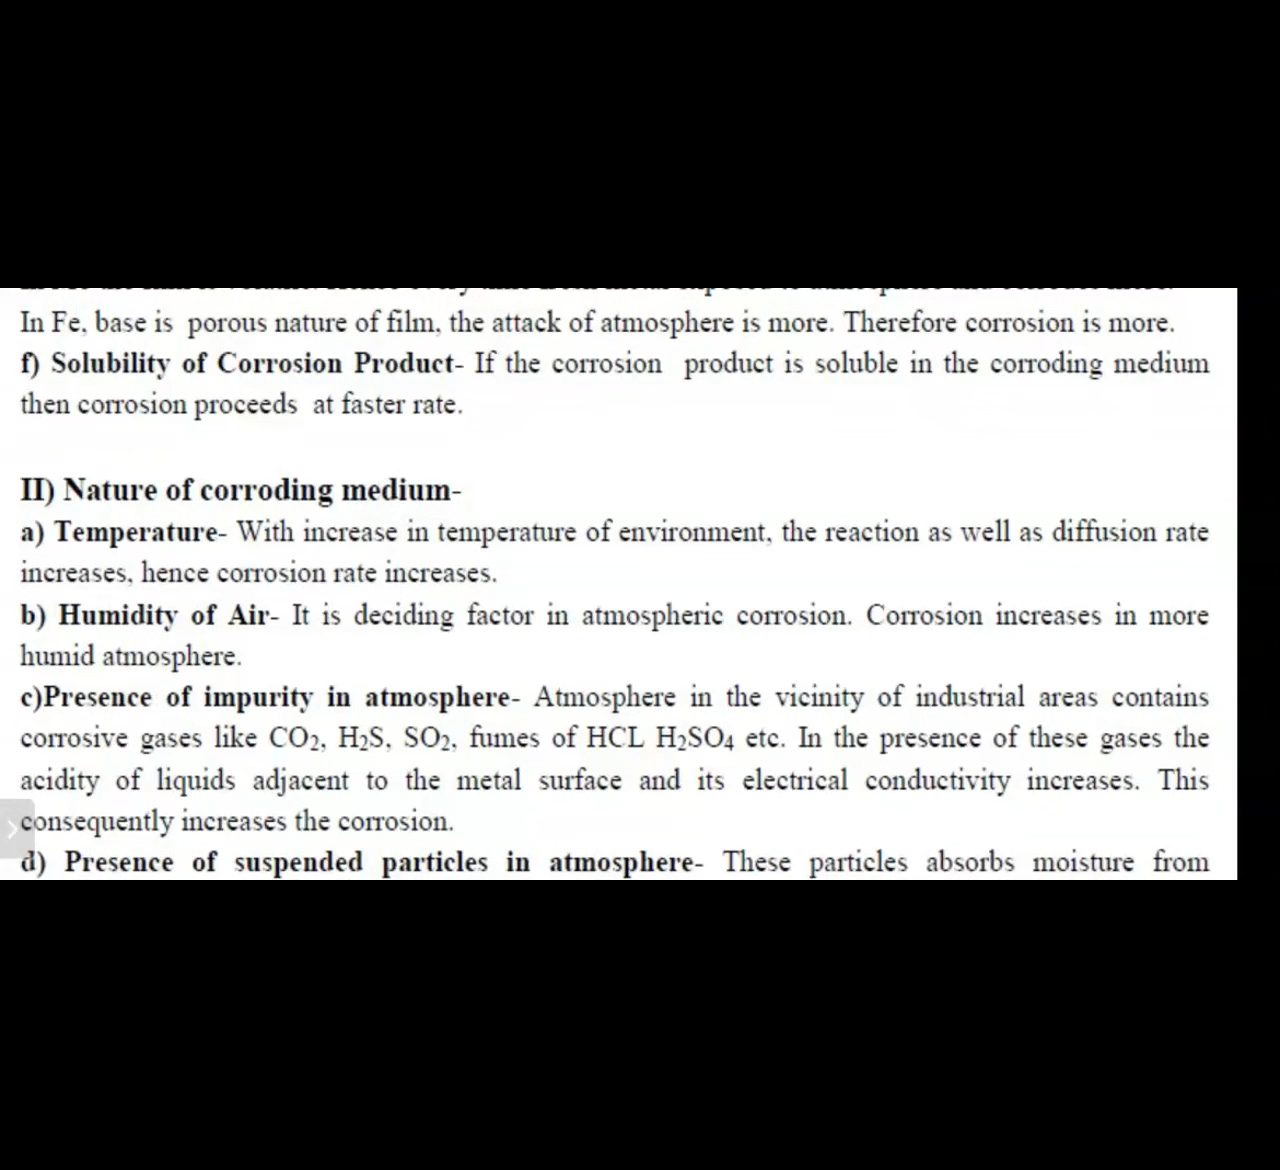 In Fe, base is porous nature of film, the attack of atmosphere is more. Therefore corrosion is more.
f) Solubility of Corrosion Product- If the corrosion product is soluble in the corroding medium
then corrosion proceeds at faster rate.
II) Nature of corroding medium-
a) Temperature- With increase in temperature of environment, the reaction as well as diffusion rate
increases, hence corrosion rate increases.
b) Humidity of Air- It is deciding factor in atmospheric corrosion. Corrosion increases in more
humid atmosphere.
c)Presence of impurity in atmosphere- Atmosphere in the vicinity of industrial areas contains
corrosive gases like CO2, H2S, SO2, fumes of HCL H2SO4 etc. In the presence of these gases the
acidity of liquids adjacent to the metal surface and its electrical conductivity increases. This
consequently increases the corrosion.
d) Presence of suspended particles in atmosphere- These particles absorbs moisture from